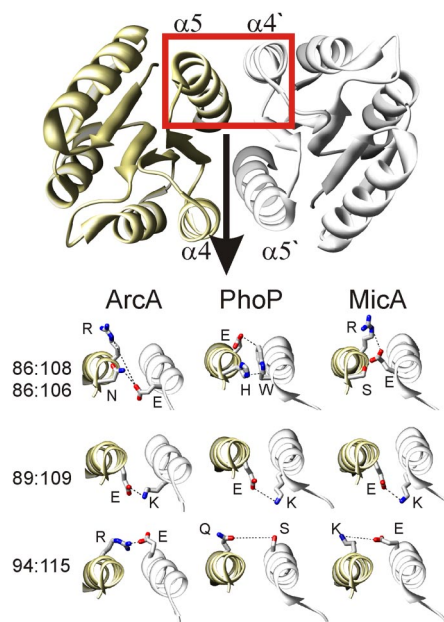 α5 α4`
α4 α5`
ArcA PhoP MicA
R E R
86:108
86:106
N E H W S E
89:109
E K E K E K
R E Q S K E
94:115